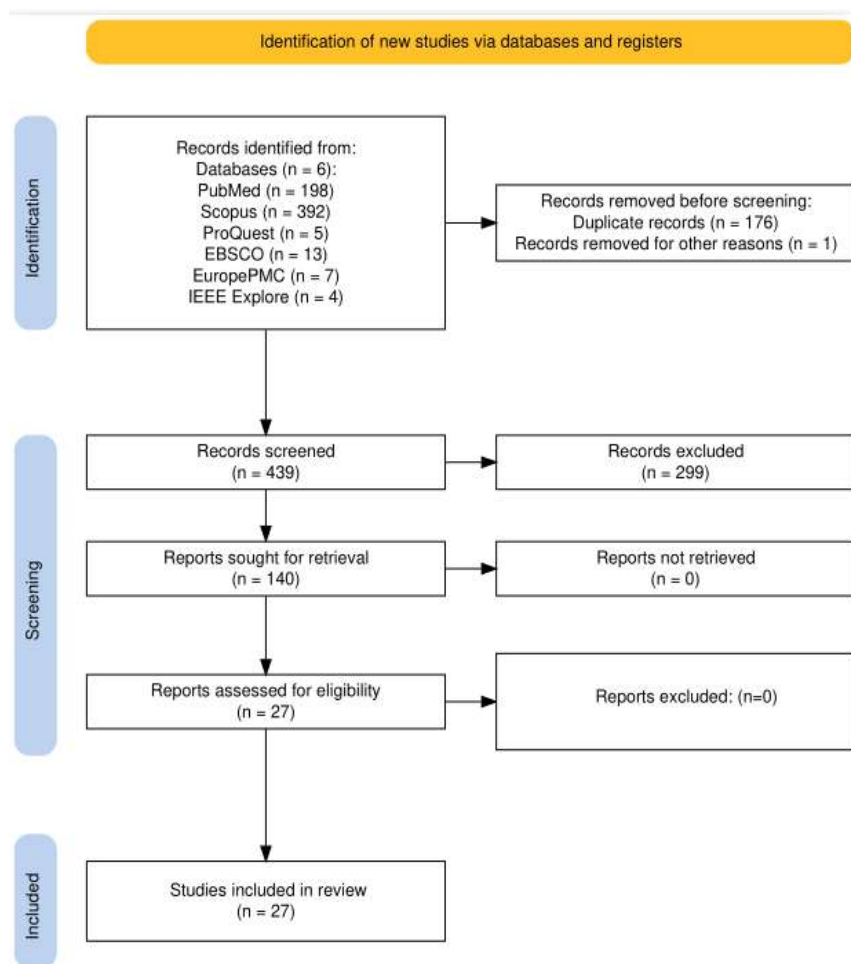 Identification of new studies via databases and registers
Identification
Records identified from:
Databases (n = 6):
PubMed (n = 198)
Scopus (n = 392)
ProQuest (n = 5)
EBSCO (n = 13)
EuropePMC (n = 7)
IEEE Explore (n = 4)
Records removed before screening:
Duplicate records (n = 176)
Records removed for other reasons (n = 1)
Screening
Records screened
(n = 439)
Records excluded
(n = 299)
Reports sought for retrieval
(n = 140)
Reports not retrieved
(n = 0)
Reports assessed for eligibility
(n = 27)
Reports excluded: (n=0)
Included
Studies included in review
(n = 27)